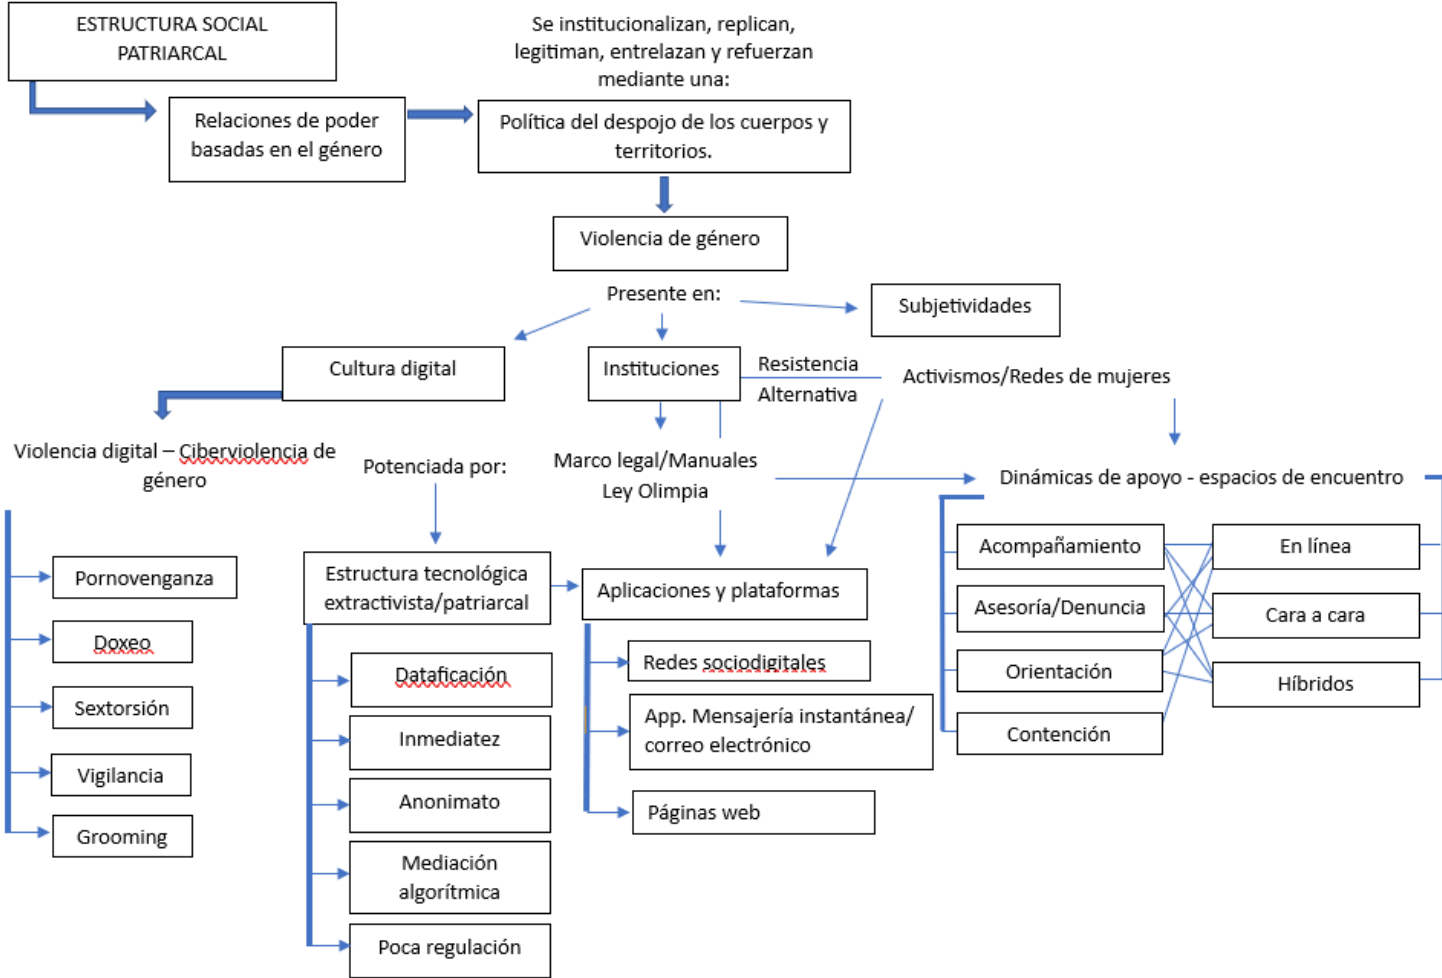 ESTRUCTURA SOCIAL
PATRIARCAL
Se institucionalizan, replican,
legitiman, entrelazan y refuerzan
mediante una:
Relaciones de poder
basadas en el género
Política del despojo de los cuerpos y
territorios.
Violencia de género
Presente en:
Subjetividades
Cultura digital
Instituciones
Resistencia
Alternativa
Activismos/Redes de mujeres
Violencia digital – Ciberviolencia de
género
Potenciada por:
Marco legal/Manuales
Ley Olimpia
Dinámicas de apoyo - espacios de encuentro
Pornovenganza
Doxeo
Sextorsión
Vigilancia
Grooming
Estructura tecnológica
extractivista/patriarcal
Dataficación
Inmediatez
Anonimato
Mediación
algorítmica
Poca regulación
Aplicaciones y plataformas
Redes sociodigitales
App. Mensajería instantánea/
correo electrónico
Páginas web
Acompañamiento
Asesoría/Denuncia
Orientación
Contención
En línea
Cara a cara
Híbridos